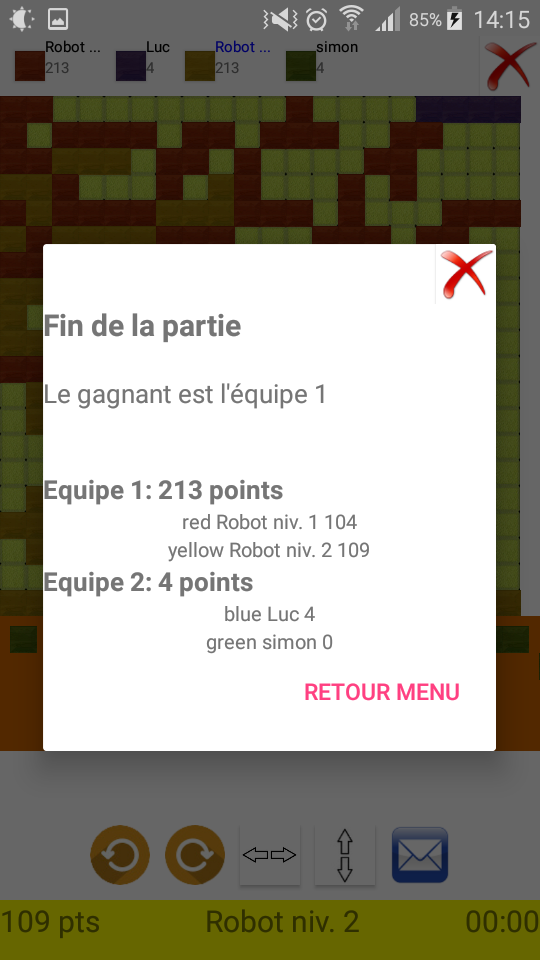 85% 14:15
Robot ... Luc Robot ... simon
213 4 213 4
Fin de la partie
Le gagnant est l'équipe 1
Equipe 1: 213 points
red Robot niv. 1 104
yellow Robot niv. 2 109
Equipe 2: 4 points
blue Luc 4
green simon 0
RETOUR MENU
109 pts Robot niv. 2 00:00